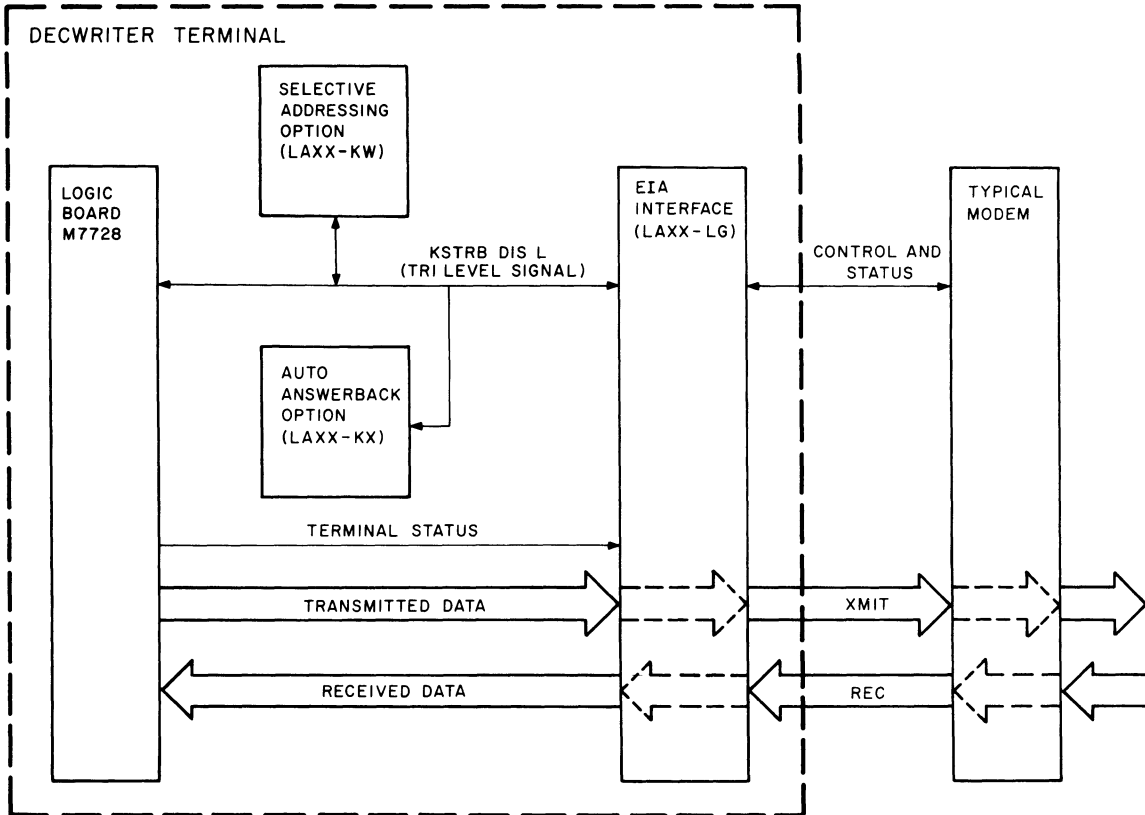 DECWRITER TERMINAL
SELECTIVE
ADDRESSING
OPTION
(LAXX-KW)
LOGIC
BOARD
M7728
EIA
INTERFACE
(LAXX-LG)
TYPICAL
MODEM
KSTRB DIS L
(TRI LEVEL SIGNAL)
CONTROL AND
STATUS
AUTO
ANSWERBACK
OPTION
(LAXX-KX)
TERMINAL STATUS
TRANSMITTED DATA
XMIT
RECEIVED DATA
REC